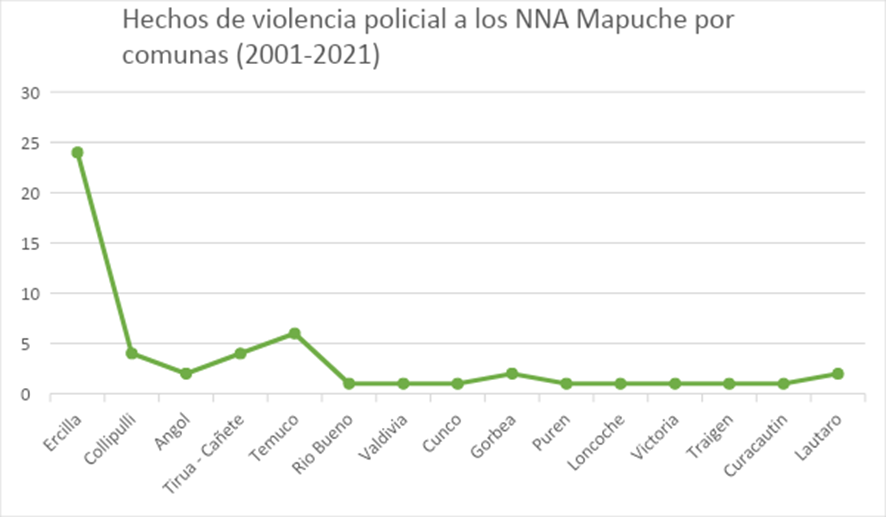 Hechos de violencia policial a los NNA Mapuche por
comunas (2001-2021)
30
25
20
15
10
5
0
Ercilla
Collipulli
Angol
Tirua - Cañete
Temuco
Rio Bueno
Valdivia
Cunco
Gorbea
Puren
Loncoche
Victoria
Traigen
Curacautin
Lautaro